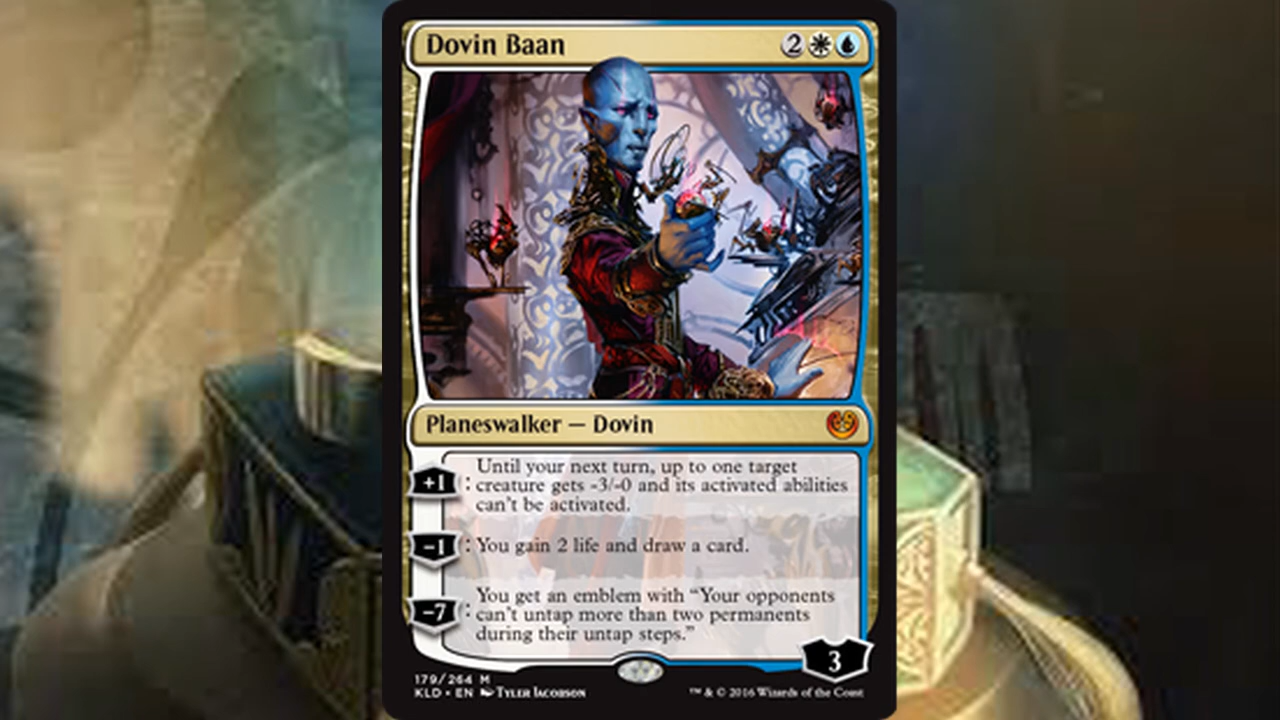 Dovin Baan 2
Planeswalker — Dovin
+1: Until your next turn, up to one target
creature gets -3/-0 and its activated abilities
can't be activated.
−1: You gain 2 life and draw a card.
−7: You get an emblem with “Your opponents
can't untap more than two permanents
during their untap steps.”
3
179/264 M
KLD • EN Tyler Jacobson ™ & © 2016 Wizards of the Coast